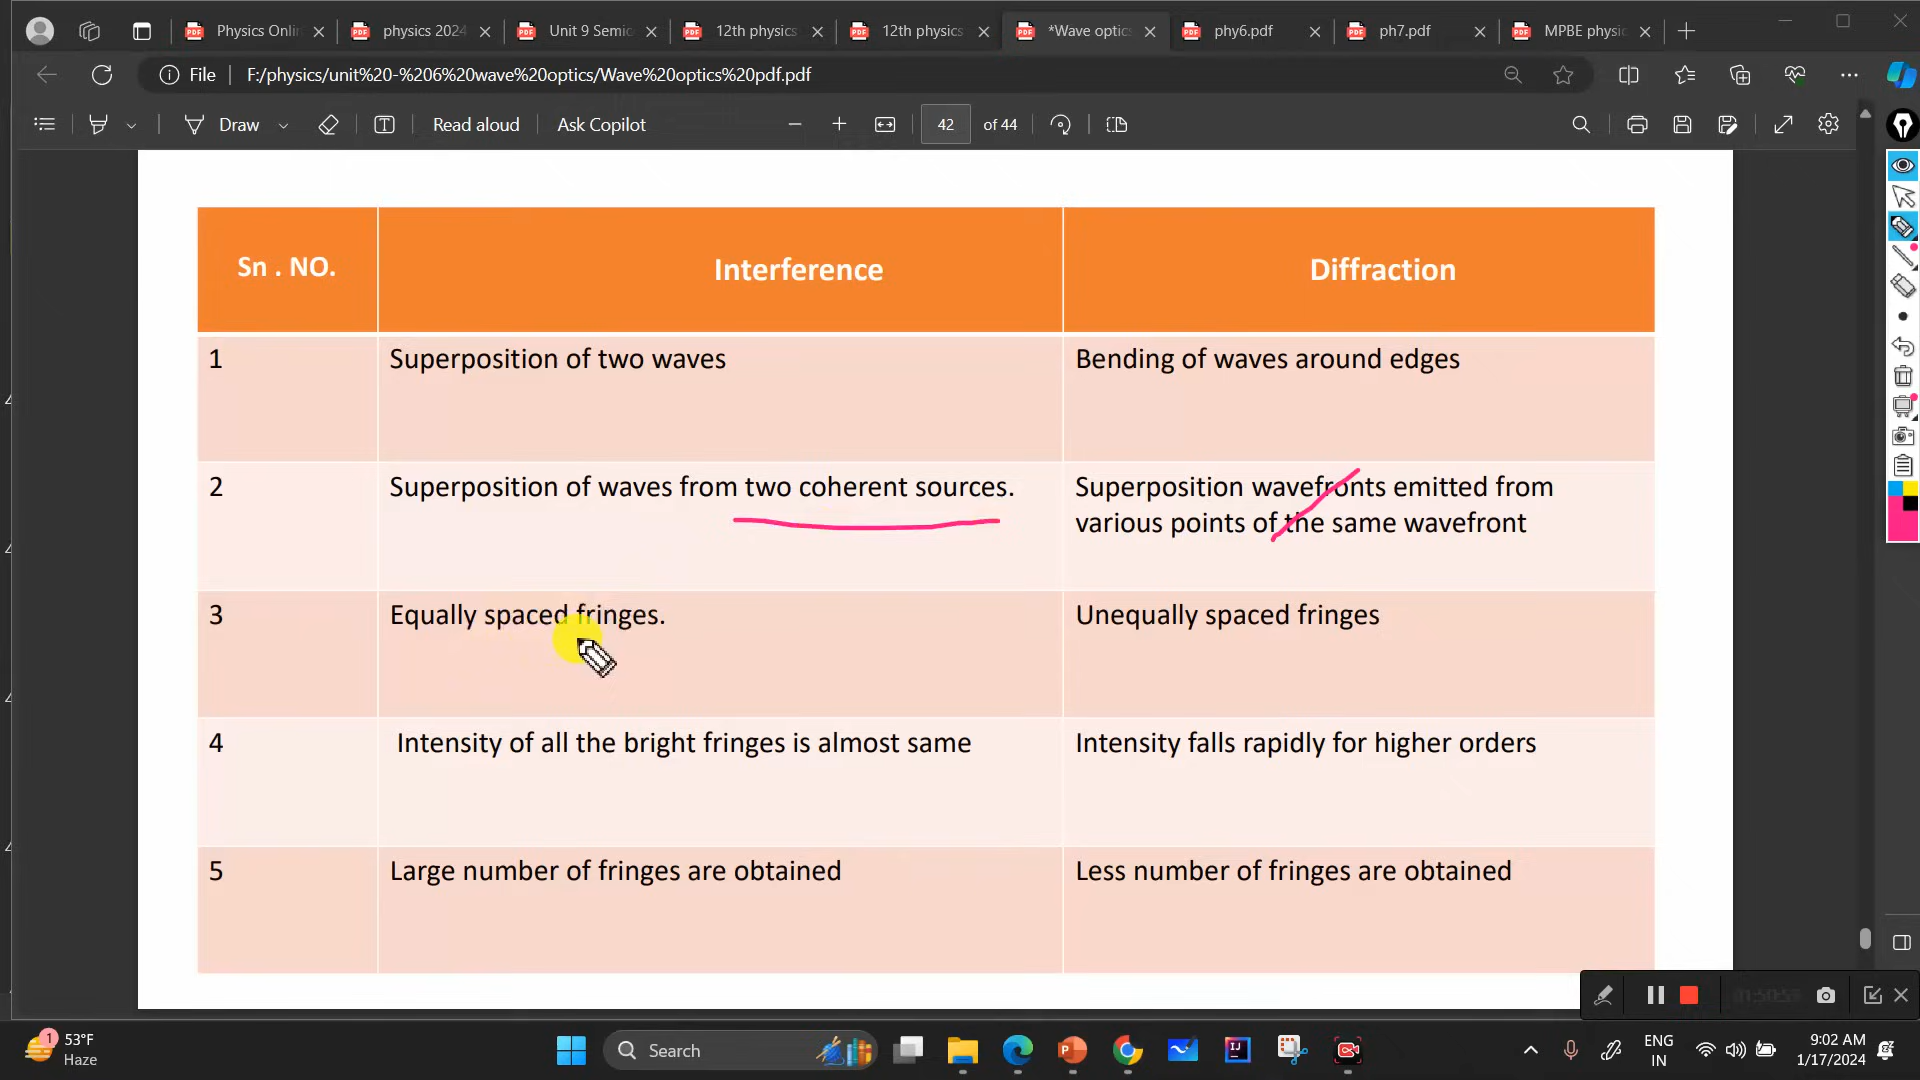 Physics Onli
physics 2024
Unit 9 Semic
12th physics
12th physics
*Wave optic
phy6.pdf
ph7.pdf
MPBE physic
File
F:/physics/unit%20-%206%20wave%20optics/Wave%20optics%20pdf.pdf
Draw
Read aloud
Ask Copilot
42
of 44
Sn . NO.
Interference
Diffraction
1
Superposition of two waves
Bending of waves around edges
2
Superposition of waves from two coherent sources.
Superposition wavefronts emitted from
various points of the same wavefront
3
Equally spaced fringes.
Unequally spaced fringes
4
Intensity of all the bright fringes is almost same
Intensity falls rapidly for higher orders
5
Large number of fringes are obtained
Less number of fringes are obtained
1
53°F
Haze
Search
ENG
IN
9:02 AM
1/17/2024